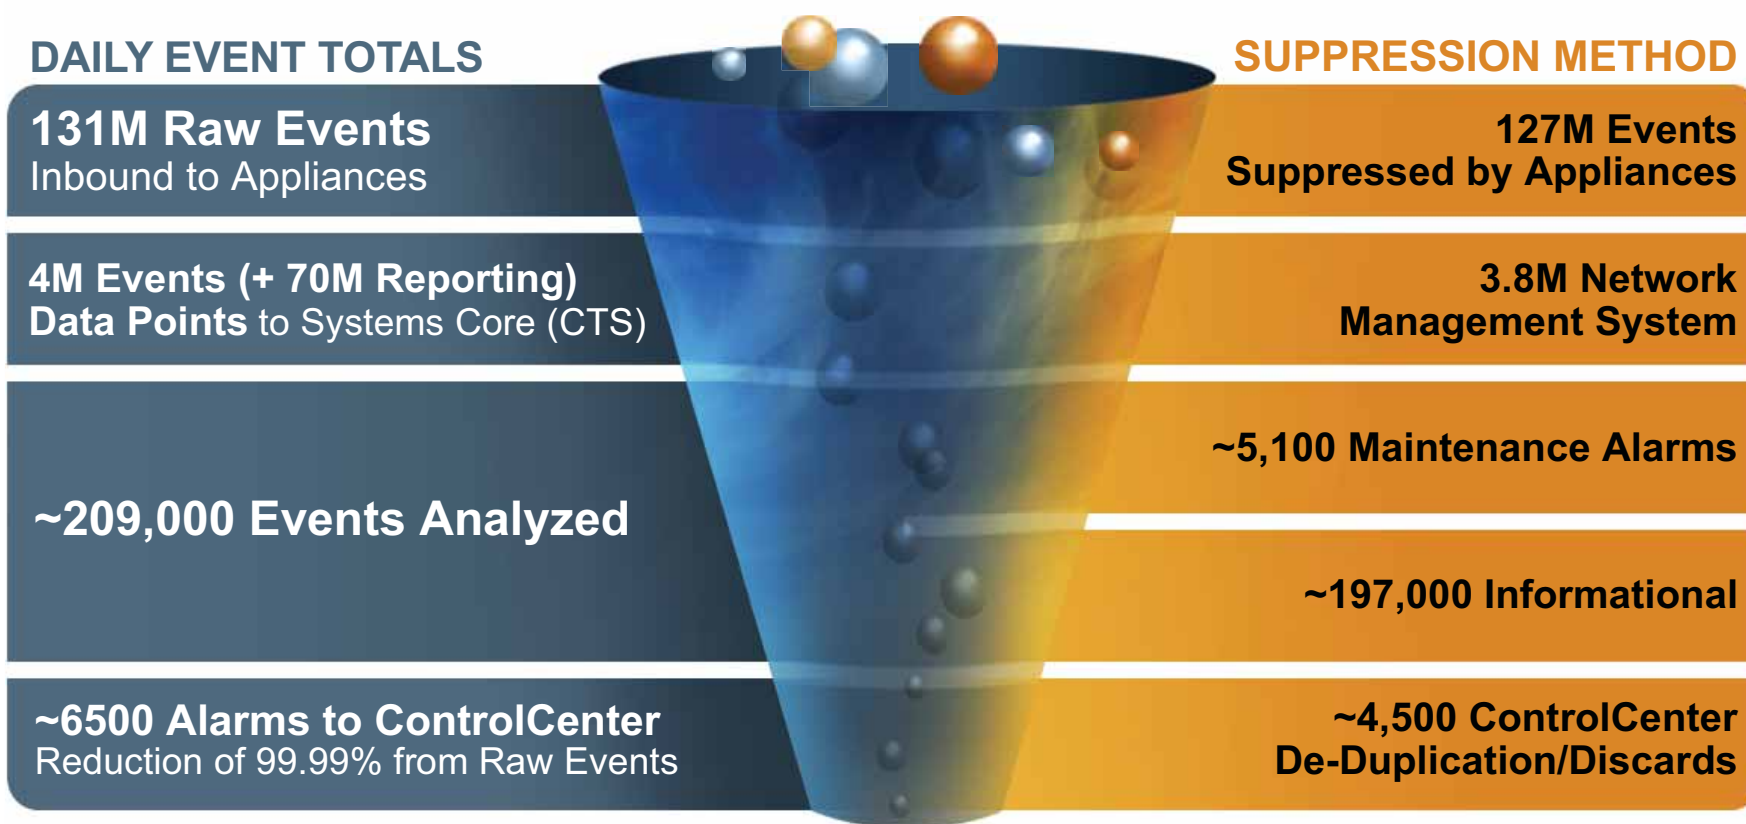 DAILY EVENT TOTALS
SUPPRESSION METHOD
131M Raw Events
Inbound to Appliances
127M Events
Suppressed by Appliances
4M Events (+ 70M Reporting)
Data Points to Systems Core (CTS)
3.8M Network
Management System
~209,000 Events Analyzed
~5,100 Maintenance Alarms
~197,000 Informational
~6500 Alarms to ControlCenter
Reduction of 99.99% from Raw Events
~4,500 ControlCenter
De-Duplication/Discards